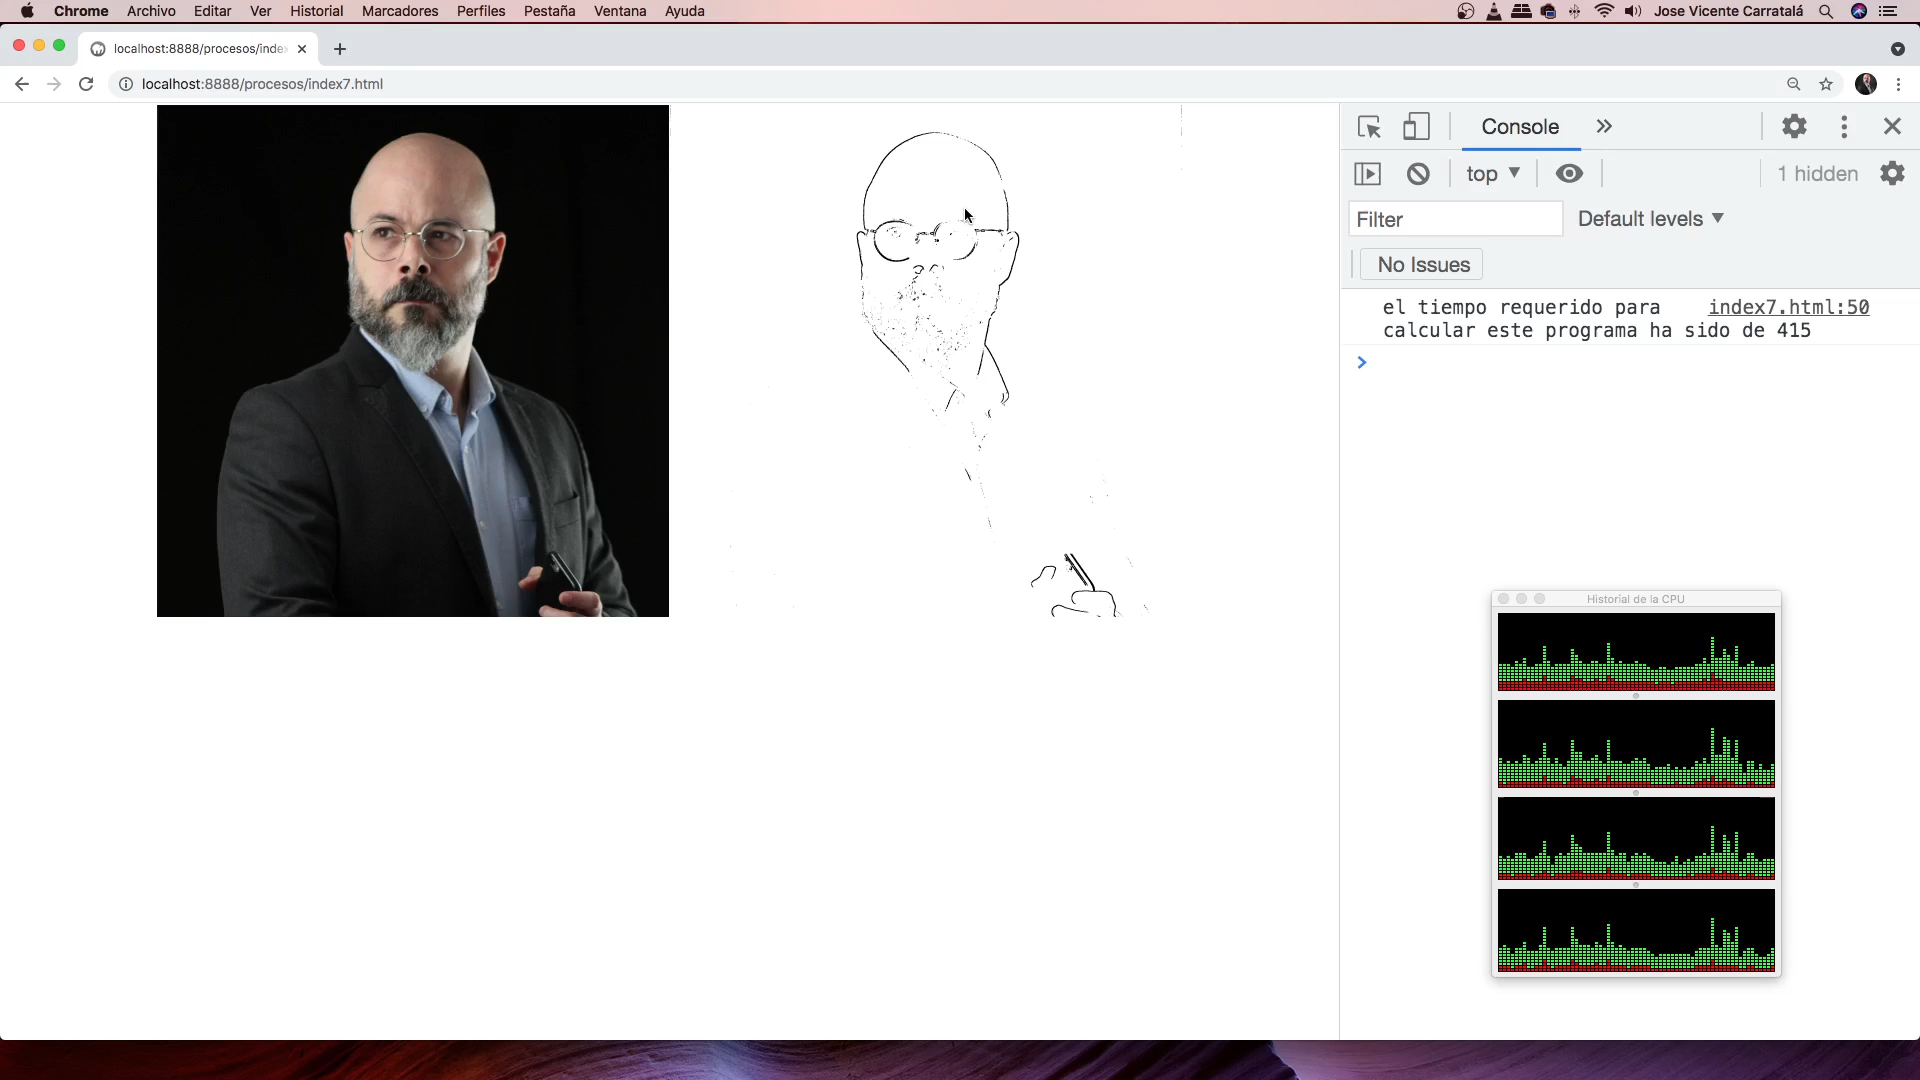 Chrome Archivo Editar Ver Historial Marcadores Perfiles Pestaña Ventana Ayuda Jose Vicente Carratalá
localhost:8888/procesos/inde
localhost:8888/procesos/index7.html
Console
top
1 hidden
Filter
Default levels
No Issues
el tiempo requerido para index7.html:50
calcular este programa ha sido de 415
Historial de la CPU